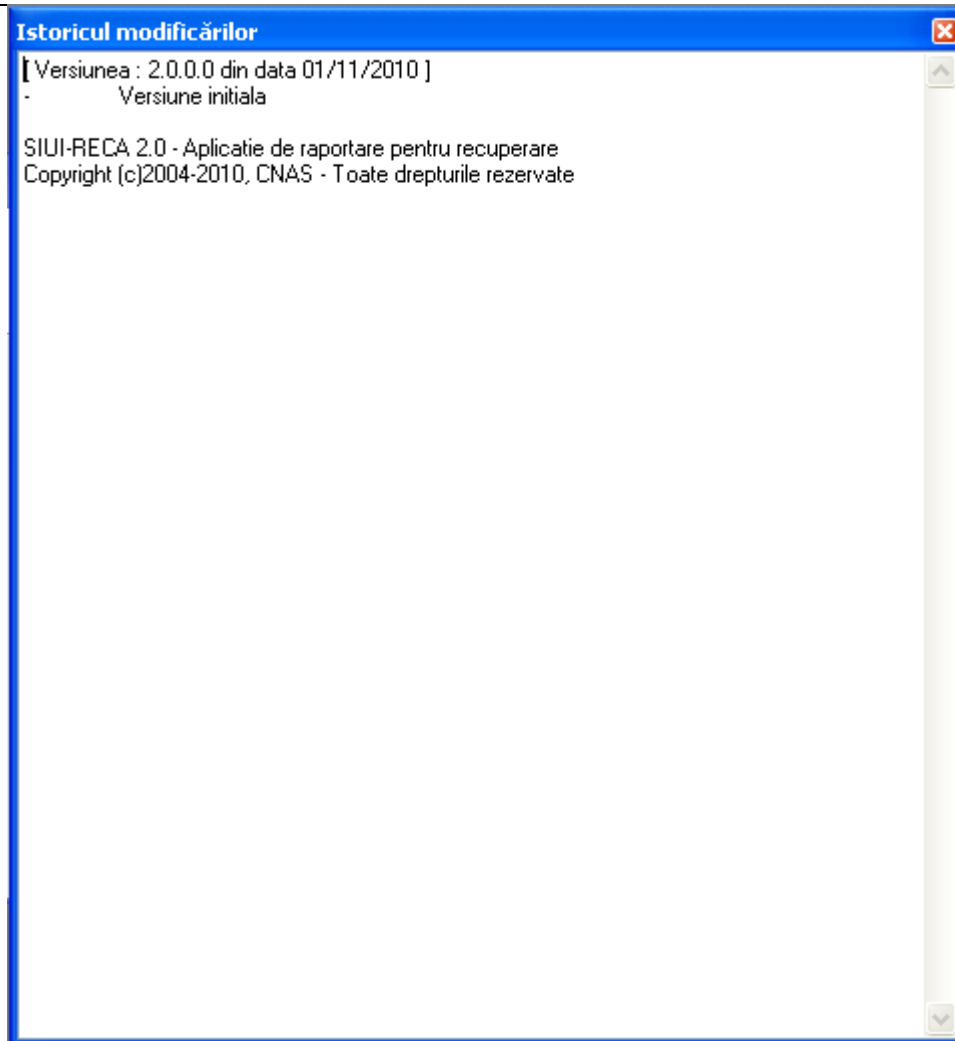 Istoricul modificărilor
[ Versiunea : 2.0.0.0 din data 01/11/2010 ]
- Versiune initiala
SIUI-RECA 2.0 - Aplicatie de raportare pentru recuperare
Copyright (c)2004-2010, CNAS - Toate drepturile rezervate